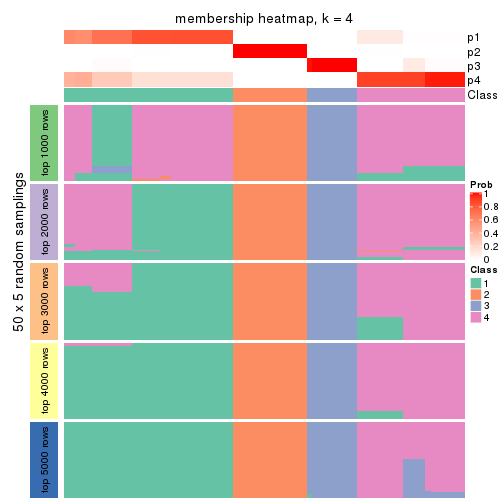 membership heatmap, k = 4
p1
p2
p3
p4
Class
50 x 5 random samplings
top 1000 rows
top 2000 rows
top 3000 rows
top 4000 rows
top 5000 rows
Prob
1
0.8
0.6
0.4
0.2
0
Class
1
2
3
4